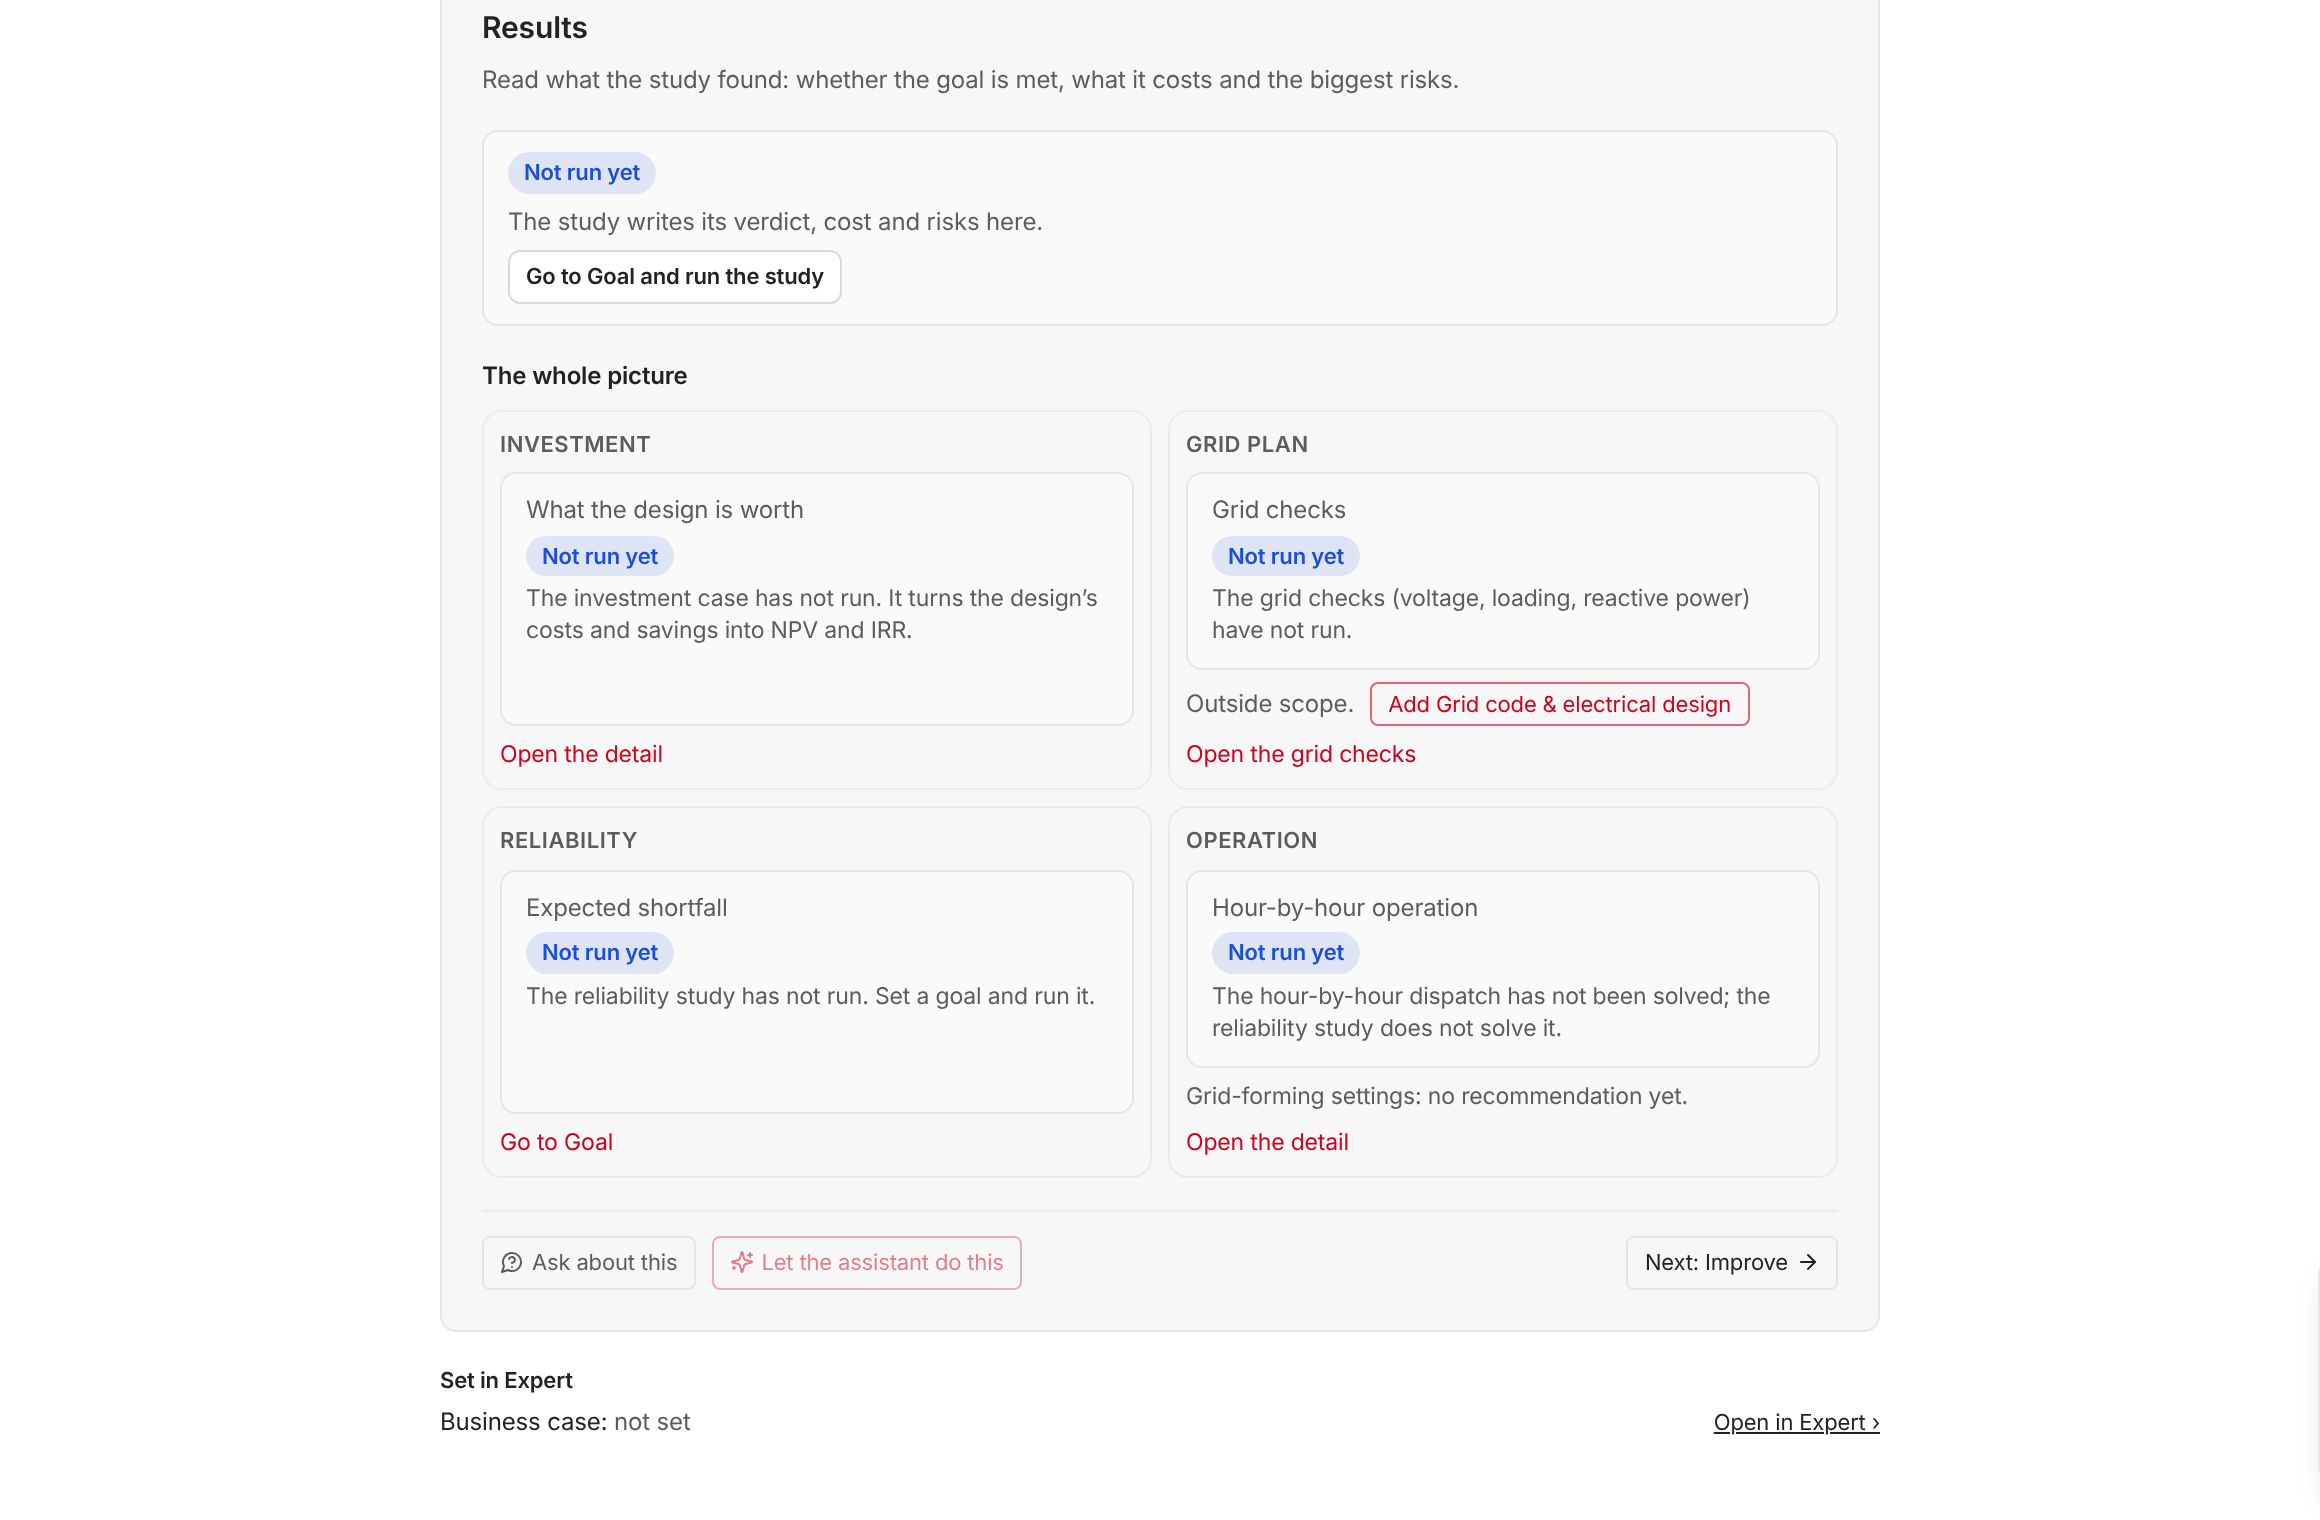 Results
Read what the study found: whether the goal is met, what it costs and the biggest risks.
Not run yet
The study writes its verdict, cost and risks here.
Go to Goal and run the study
The whole picture
INVESTMENT
What the design is worth
Not run yet
The investment case has not run. It turns the design’s
costs and savings into NPV and IRR.
Open the detail
GRID PLAN
Grid checks
Not run yet
The grid checks (voltage, loading, reactive power)
have not run.
Outside scope. Add Grid code & electrical design
Open the grid checks
RELIABILITY
Expected shortfall
Not run yet
The reliability study has not run. Set a goal and run it.
Go to Goal
OPERATION
Hour-by-hour operation
Not run yet
The hour-by-hour dispatch has not been solved; the
reliability study does not solve it.
Grid-forming settings: no recommendation yet.
Open the detail
Ask about this
Let the assistant do this
Next: Improve →
Set in Expert
Business case: not set
Open in Expert ›